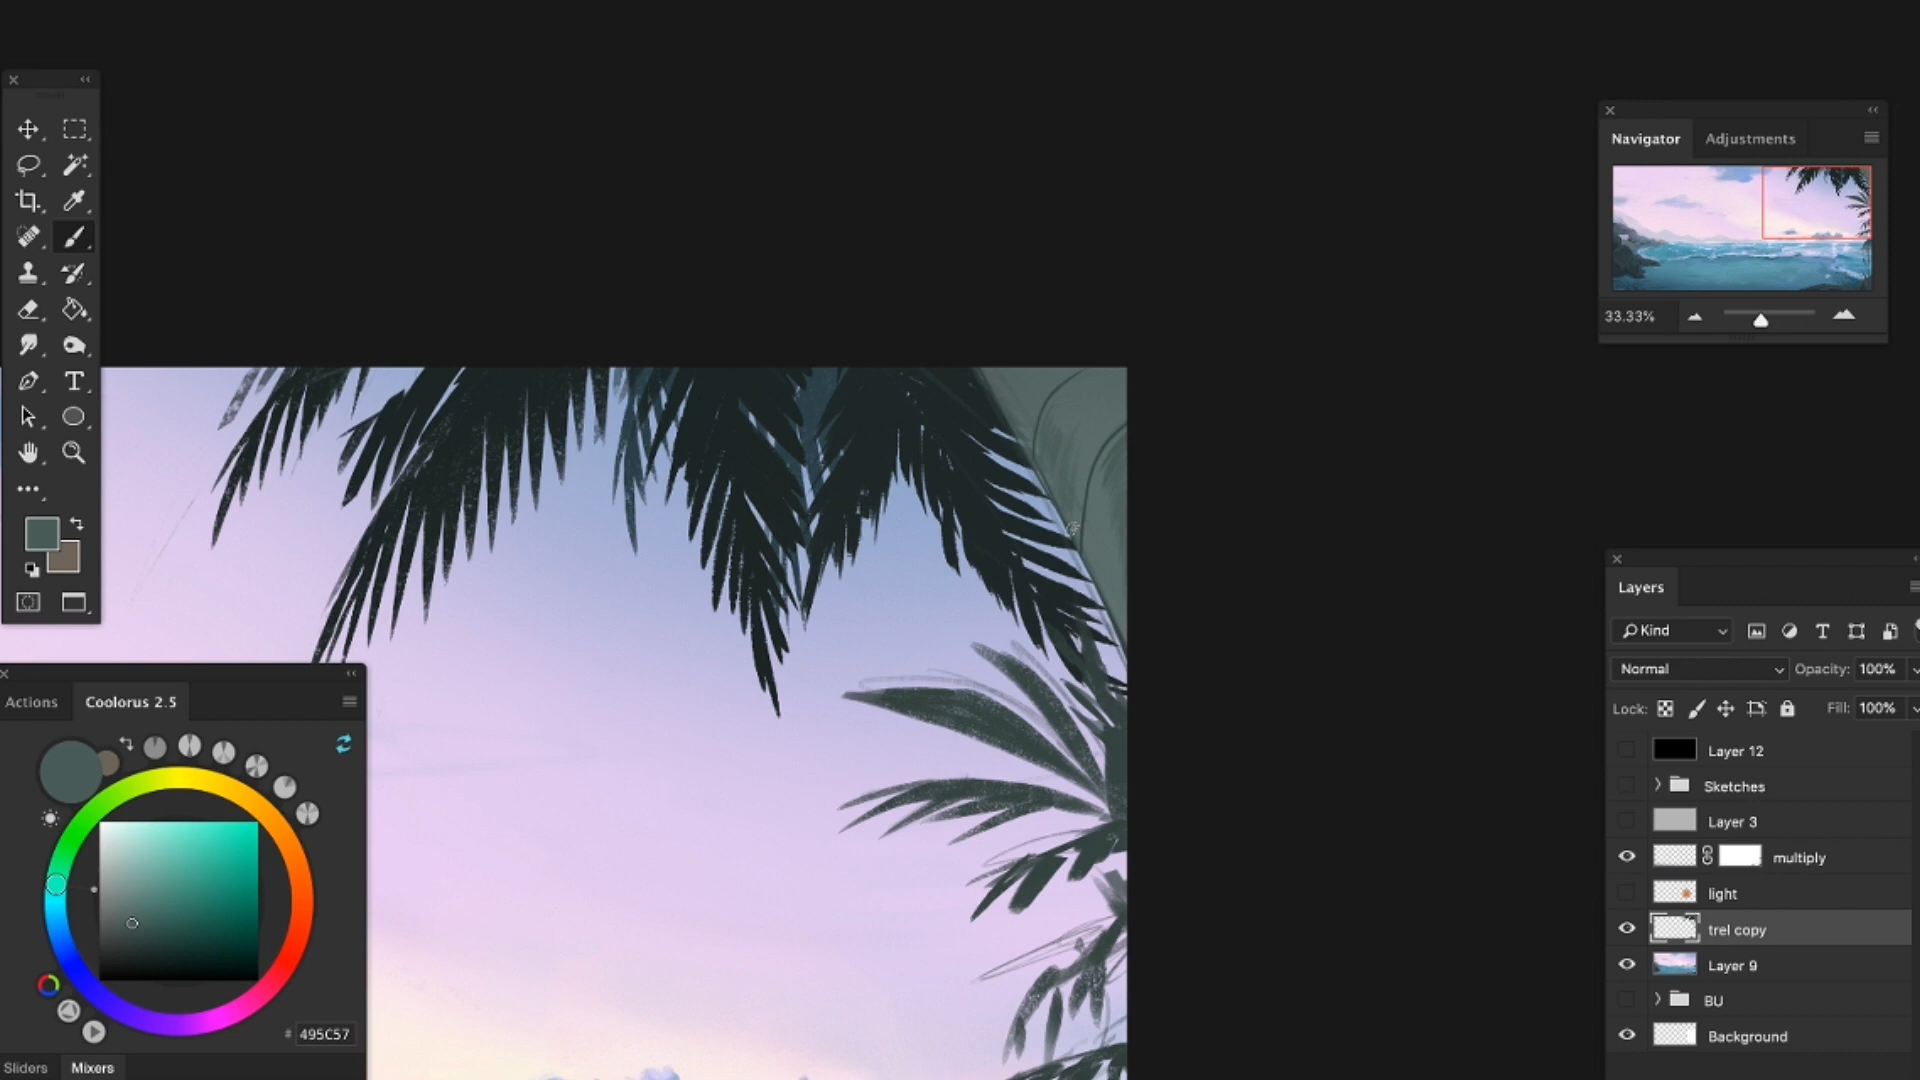 Navigator Adjustments
33.33%
Layers
Kind
Normal Opacity: 100%
Lock: Fill: 100%
Layer 12
Sketches
Layer 3
multiply
light
trel copy
Layer 9
BU
Background
Actions Coolorus 2.5
# 495C57
Sliders Mixers